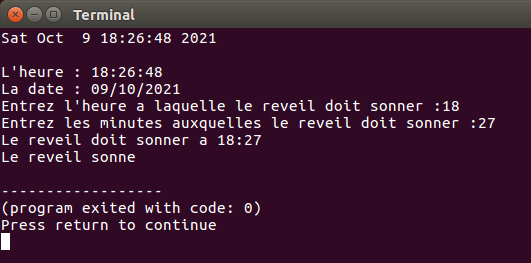 Terminal
Sat Oct  9 18:26:48 2021
L'heure : 18:26:48
La date : 09/10/2021
Entrez l'heure a laquelle le reveil doit sonner :18
Entrez les minutes auxquelles le reveil doit sonner :27
Le reveil doit sonner a 18:27
Le reveil sonne
------------------
(program exited with code: 0)
Press return to continue